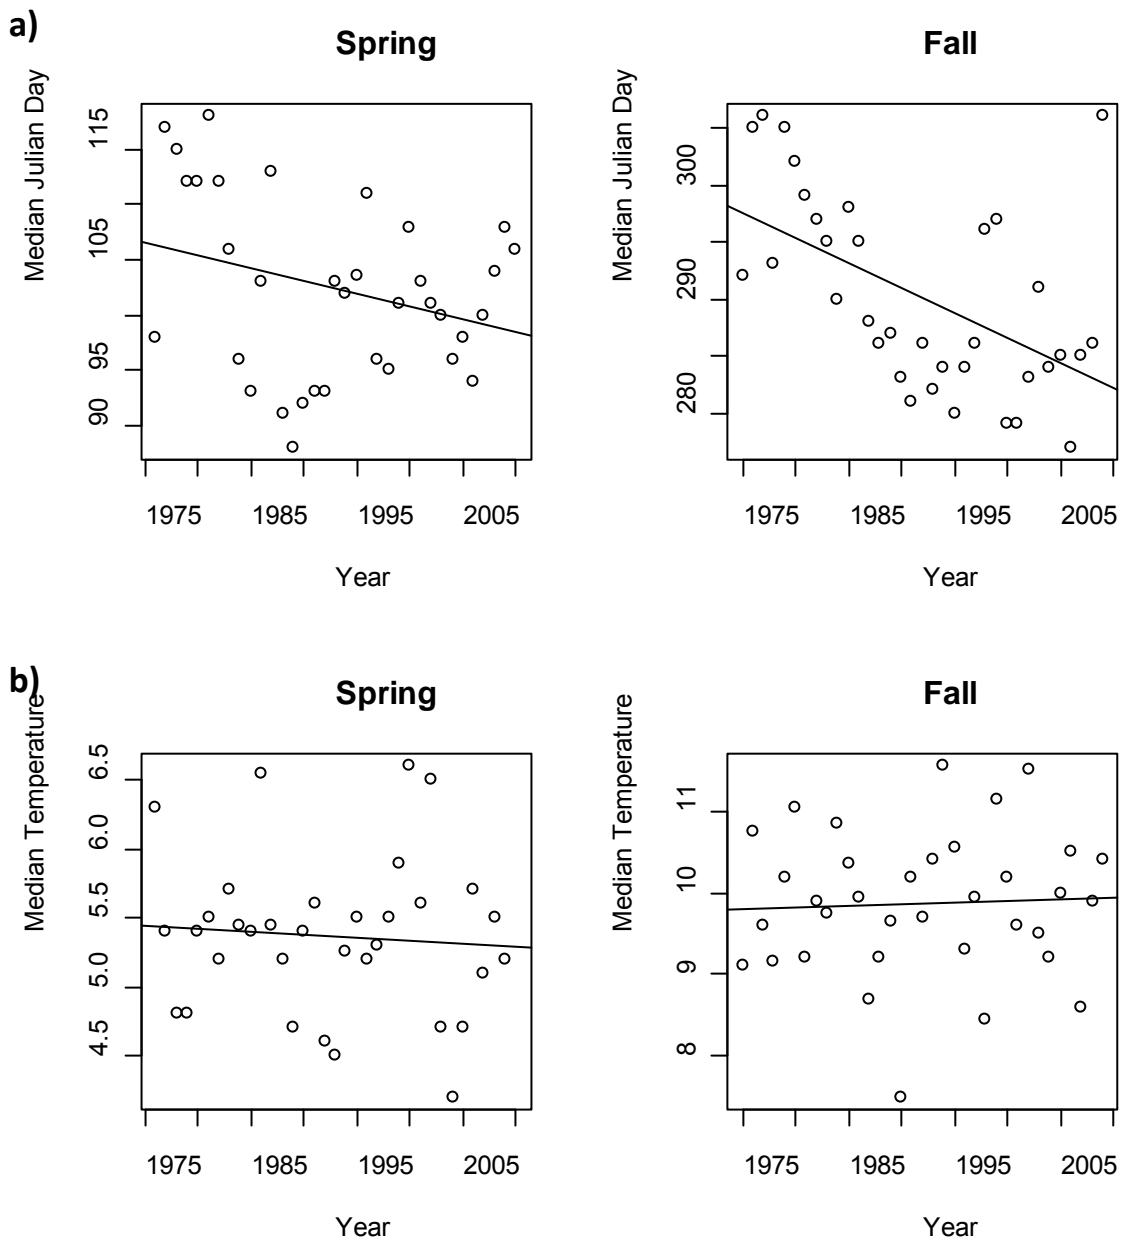 a)
Spring
Fall
Median Julian Day
115
105
95
90
1975 1985 1995 2005
Year
Median Julian Day
300
290
280
1975 1985 1995 2005
Year
b)
Spring
Fall
Median Temperature
6.5
6.0
5.5
5.0
4.5
1975 1985 1995 2005
Year
Median Temperature
11
10
9
8
1975 1985 1995 2005
Year